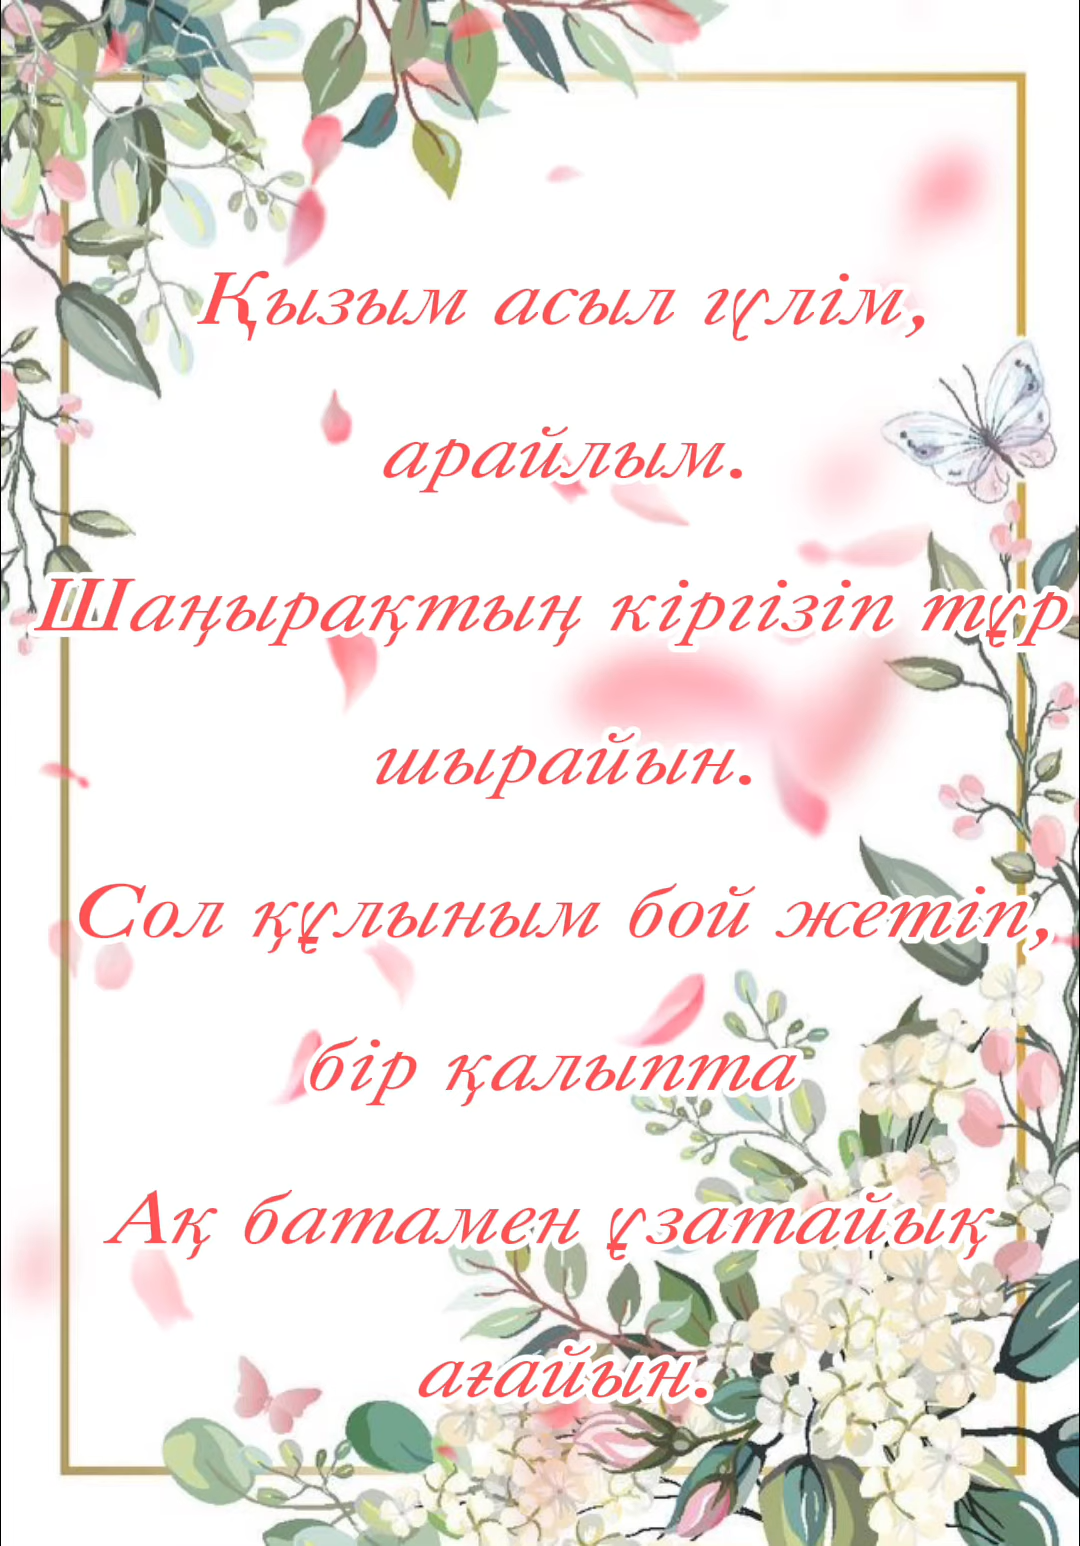 Қызым асыл гүлім,
арайлым.
Шаңырақтың кіргізіп тұр
шырайын.
Сол құлыным бой жетіп,
бір қалыпта
Ақ батамен ұзатайық
ағайын.